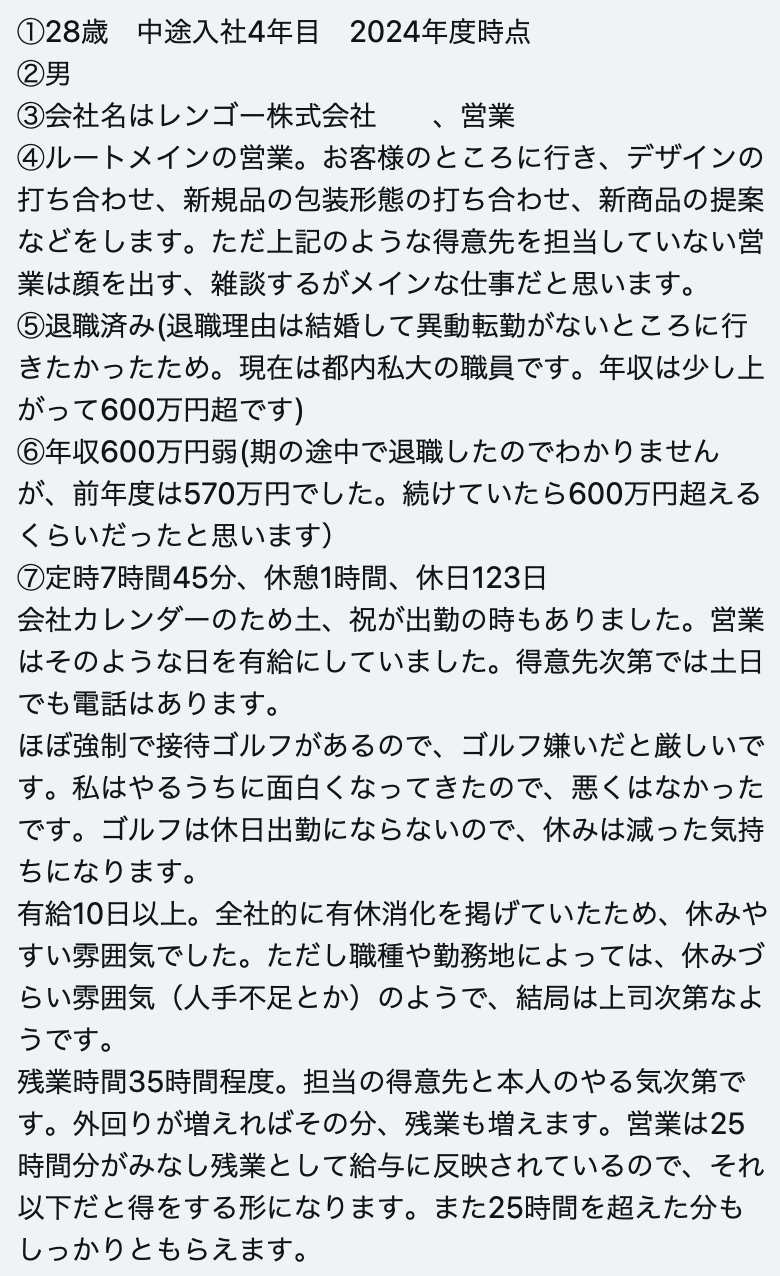 ①28歳　中途入社4年目　2024年度時点
②男
③会社名はレンゴー株式会社　　、営業
④ルートメインの営業。お客様のところに行き、デザインの
打ち合わせ、新規品の包装形態の打ち合わせ、新商品の提案
などをします。ただ上記のような得意先を担当していない営
業は顔を出す、雑談するがメインな仕事だと思います。
⑤退職済み(退職理由は結婚して異動転勤がないところに行
きたかったため。現在は都内私大の職員です。年収は少し上
がって600万円超です)
⑥年収600万円弱(期の途中で退職したのでわかりません
が、前年度は570万円でした。続けていたら600万円超える
くらいだったと思います）
⑦定時7時間45分、休憩1時間、休日123日
会社カレンダーのため土、祝が出勤の時もありました。営業
はそのような日を有給にしていました。得意先次第では土日
でも電話はあります。
ほぼ強制で接待ゴルフがあるので、ゴルフ嫌いだと厳しいで
す。私はやるうちに面白くなってきたので、悪くはなかった
です。ゴルフは休日出勤にならないので、休みは減った気持
ちになります。
有給10日以上。全社的に有休消化を掲げていたため、休みや
すい雰囲気でした。ただし職種や勤務地によっては、休みづ
らい雰囲気（人手不足とか）のようで、結局は上司次第なよ
うです。
残業時間35時間程度。担当の得意先と本人のやる気次第で
す。外回りが増えればその分、残業も増えます。営業は25
時間分がみなし残業として給与に反映されているので、それ
以下だと得をする形になります。また25時間を超えた分も
しっかりともらえます。